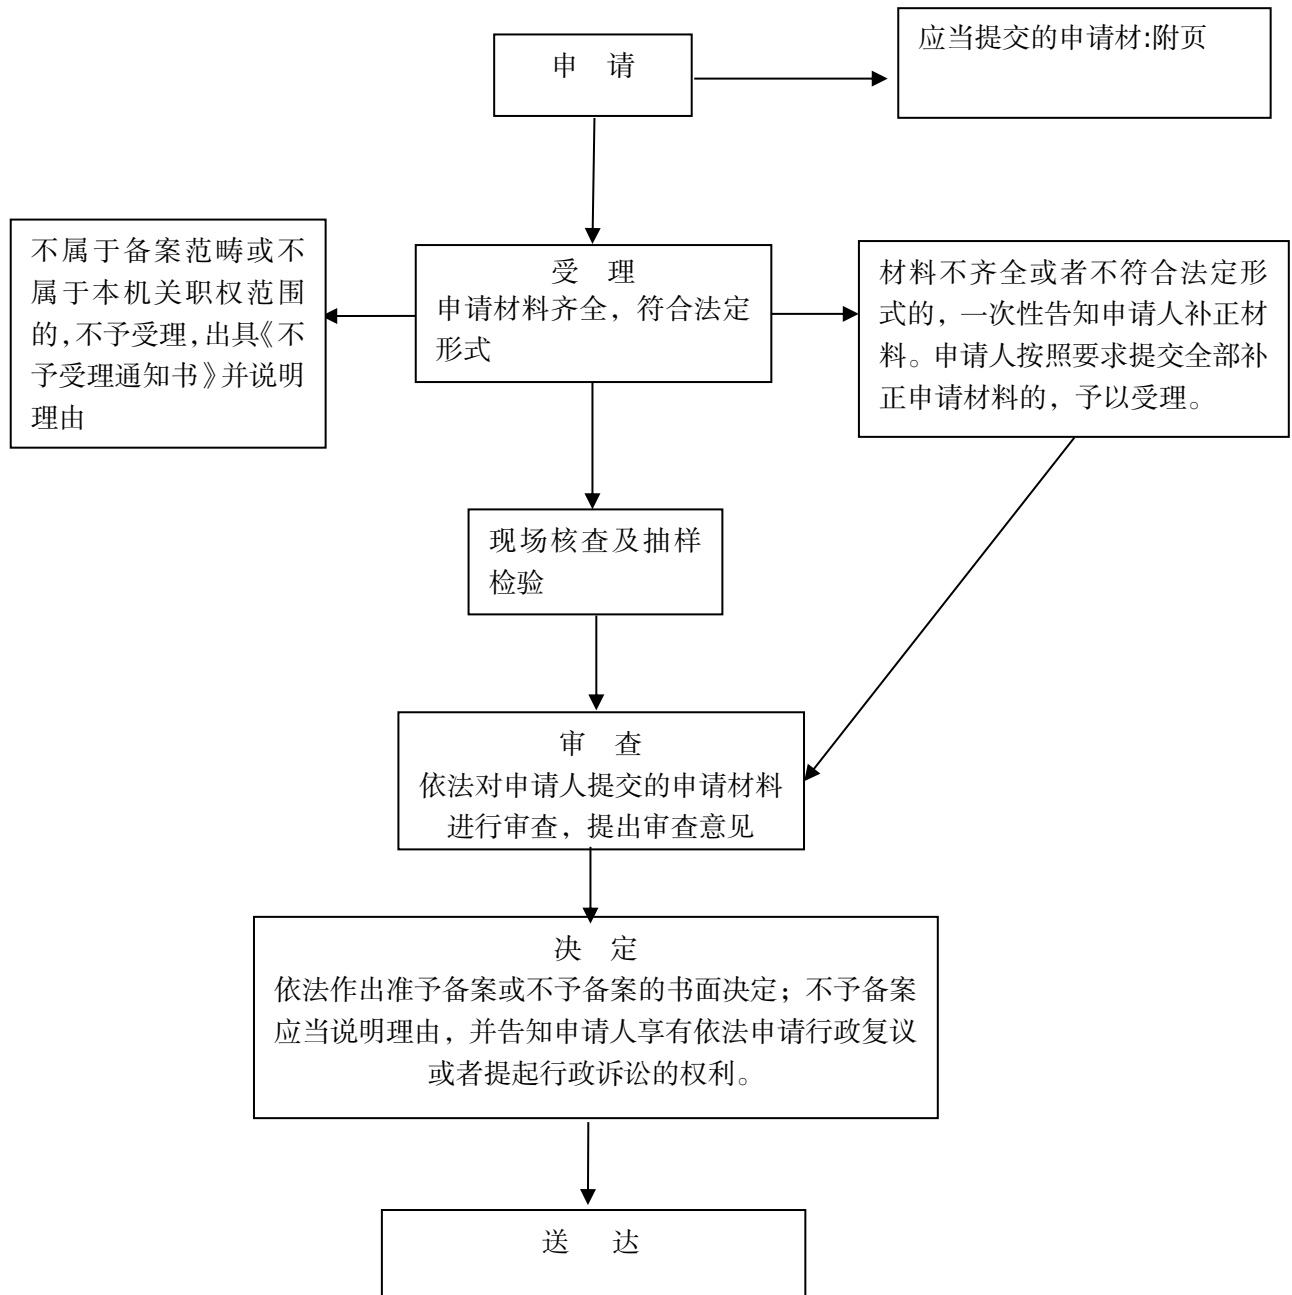 申 请
应当提交的申请材:附页
不属于备案范畴或不
属于本机关职权范围
的,不予受理,出具《不
予受理通知书》并说明
理由
受 理
申请材料齐全，符合法定
形式
材料不齐全或者不符合法定形
式的，一次性告知申请人补正材
料。申请人按照要求提交全部补
正申请材料的，予以受理。
现场核查及抽样
检验
审 查
依法对申请人提交的申请材料
进行审查，提出审查意见
决 定
依法作出准予备案或不予备案的书面决定；不予备案
应当说明理由，并告知申请人享有依法申请行政复议
或者提起行政诉讼的权利。
送 达